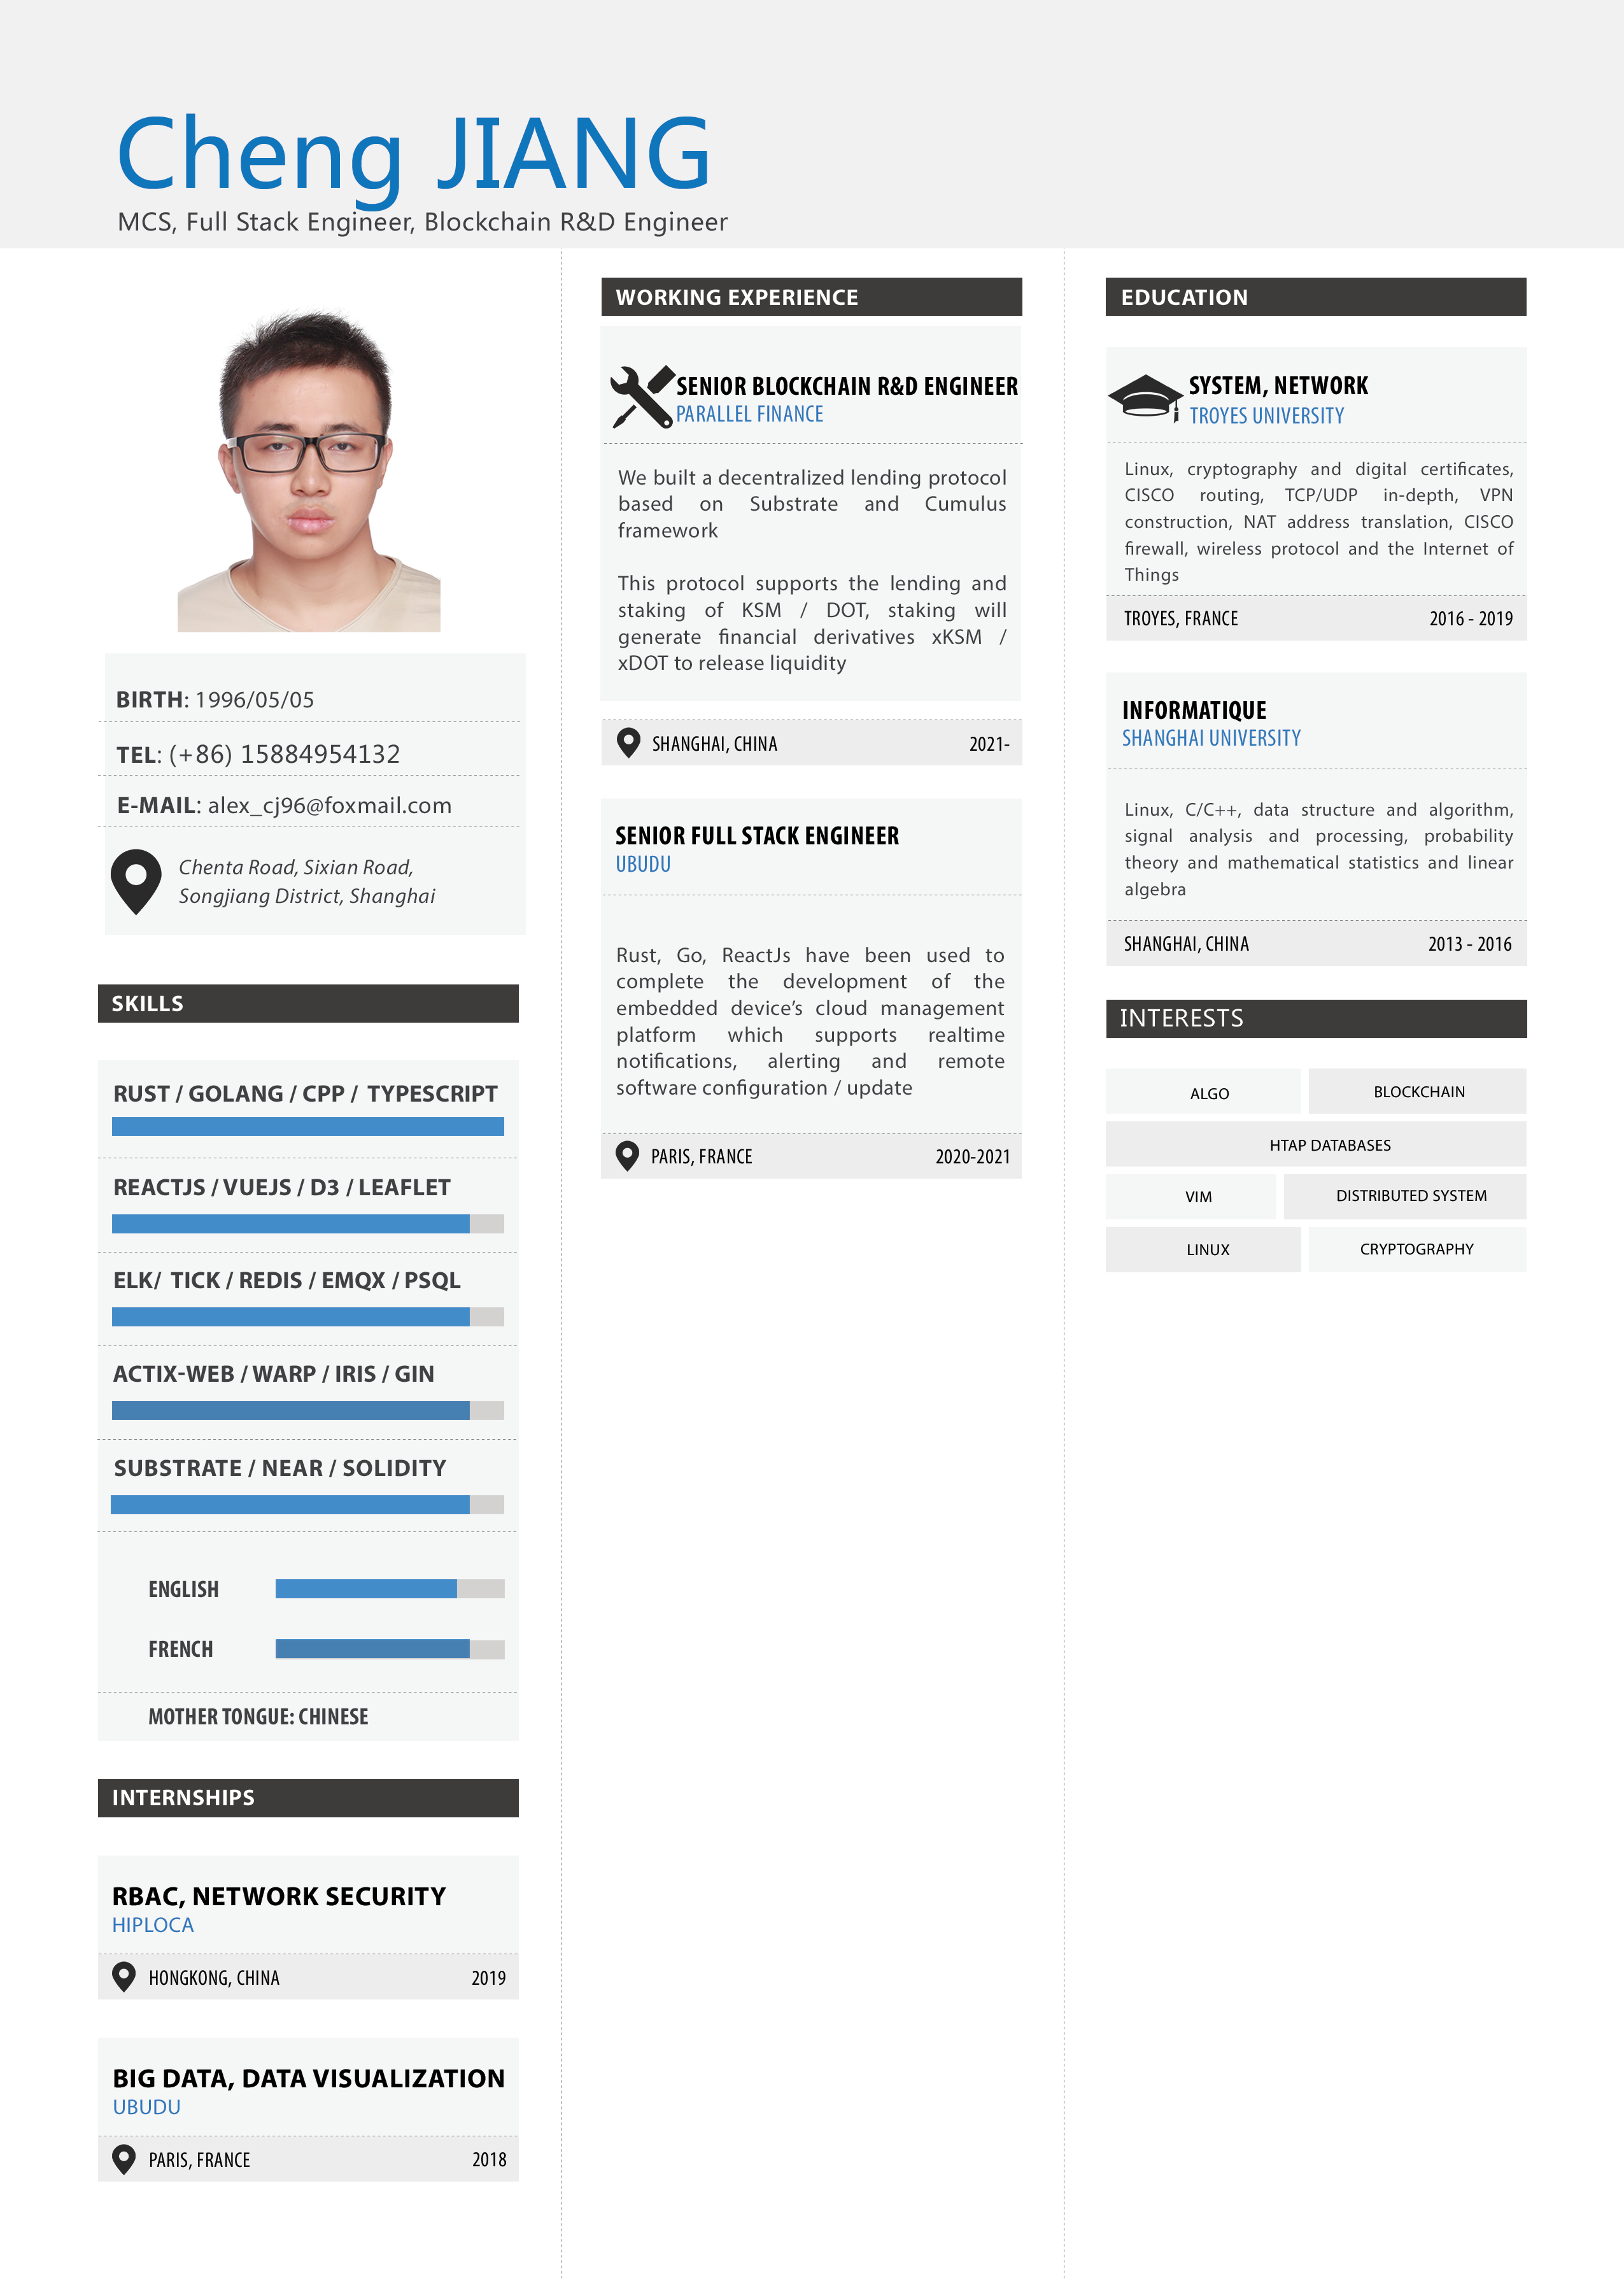 Cheng JIANG
MCS, Full Stack Engineer, Blockchain R&D Engineer
BIRTH: 1996/05/05
TEL: (+86) 15884954132
E-MAIL: alex_cj96@foxmail.com
Chenta Road, Sixian Road,
Songjiang District, Shanghai
SKILLS
RUST / GOLANG / CPP / TYPESCRIPT
REACTJS / VUEJS / D3 / LEAFLET
ELK/ TICK / REDIS / EMQX / PSQL
ACTIX-WEB / WARP / IRIS / GIN
SUBSTRATE / NEAR / SOLIDITY
ENGLISH
FRENCH
MOTHER TONGUE: CHINESE
INTERNSHIPS
RBAC, NETWORK SECURITY
HIPLOCA
HONGKONG, CHINA 2019
BIG DATA, DATA VISUALIZATION
UBUDU
PARIS, FRANCE 2018
WORKING EXPERIENCE
SENIOR BLOCKCHAIN R&D ENGINEER
PARALLEL FINANCE
We built a decentralized lending protocol
based on Substrate and Cumulus
framework
This protocol supports the lending and
staking of KSM / DOT, staking will
generate financial derivatives xKSM /
xDOT to release liquidity
SHANGHAI, CHINA 2021-
SENIOR FULL STACK ENGINEER
UBUDU
Rust, Go, ReactJs have been used to
complete the development of the
embedded device’s cloud management
platform which supports realtime
notifications, alerting and remote
software configuration / update
PARIS, FRANCE 2020-2021
EDUCATION
SYSTEM, NETWORK
TROYES UNIVERSITY
Linux, cryptography and digital certificates,
CISCO routing, TCP/UDP in-depth, VPN
construction, NAT address translation, CISCO
firewall, wireless protocol and the Internet of
Things
TROYES, FRANCE 2016 - 2019
INFORMATIQUE
SHANGHAI UNIVERSITY
Linux, C/C++, data structure and algorithm,
signal analysis and processing, probability
theory and mathematical statistics and linear
algebra
SHANGHAI, CHINA 2013 - 2016
INTERESTS
ALGO BLOCKCHAIN
HTAP DATABASES
VIM DISTRIBUTED SYSTEM
LINUX CRYPTOGRAPHY